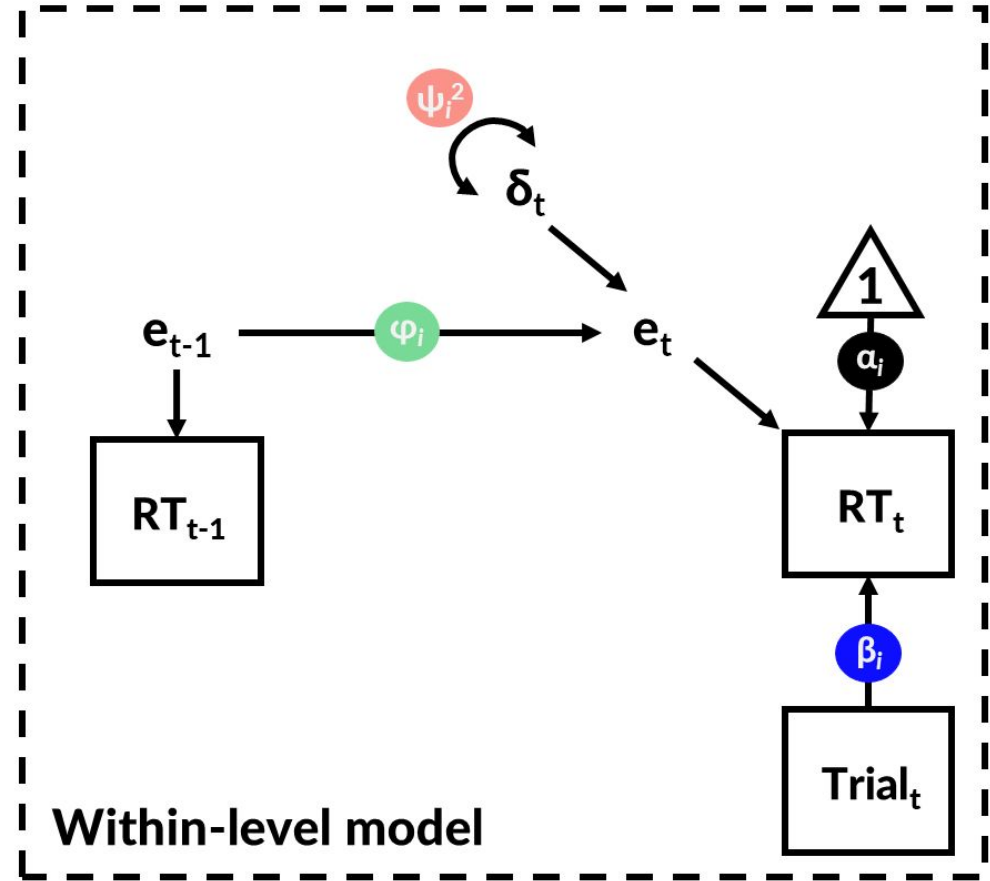 ψᵢ²
δₜ
1
eₜ₋₁
φᵢ
eₜ
αᵢ
RTₜ₋₁
RTₜ
βᵢ
Trialₜ
Within-level model